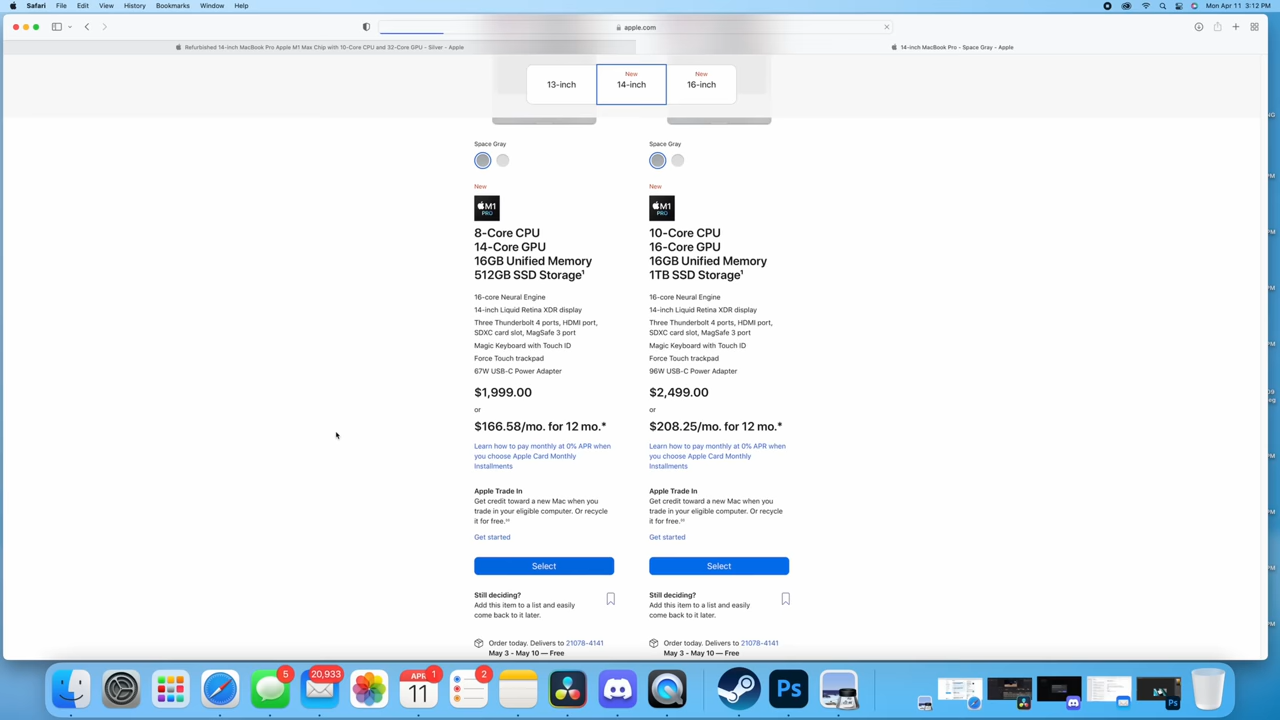 Safari File Edit View History Bookmarks Window Help
Mon Apr 11 3:12 PM
apple.com
Refurbished 14-inch MacBook Pro Apple M1 Max Chip with 10-Core CPU and 32-Core GPU - Silver - Apple
14-inch MacBook Pro - Space Gray - Apple
13-inch
New
14-inch
New
16-inch
Space Gray
New
M1
PRO
8-Core CPU
14-Core GPU
16GB Unified Memory
512GB SSD Storage¹
16-core Neural Engine
14-inch Liquid Retina XDR display
Three Thunderbolt 4 ports, HDMI port,
SDXC card slot, MagSafe 3 port
Magic Keyboard with Touch ID
Force Touch trackpad
67W USB-C Power Adapter
$1,999.00
or
$166.58/mo. for 12 mo.*
Learn how to pay monthly at 0% APR when
you choose Apple Card Monthly
Installments
Apple Trade In
Get credit toward a new Mac when you
trade in your eligible computer. Or recycle
it for free.
Get started
Select
Still deciding?
Add this item to a list and easily
come back to it later.
Order today. Delivers to 21078-4141
May 3 - May 10 — Free
Space Gray
New
M1
PRO
10-Core CPU
16-Core GPU
16GB Unified Memory
1TB SSD Storage¹
16-core Neural Engine
14-inch Liquid Retina XDR display
Three Thunderbolt 4 ports, HDMI port,
SDXC card slot, MagSafe 3 port
Magic Keyboard with Touch ID
Force Touch trackpad
96W USB-C Power Adapter
$2,499.00
or
$208.25/mo. for 12 mo.*
Learn how to pay monthly at 0% APR when
you choose Apple Card Monthly
Installments
Apple Trade In
Get credit toward a new Mac when you
trade in your eligible computer. Or recycle
it for free.
Get started
Select
Still deciding?
Add this item to a list and easily
come back to it later.
Order today. Delivers to 21078-4141
May 3 - May 10 — Free
5
20,933
APR
11
1
2
Ps